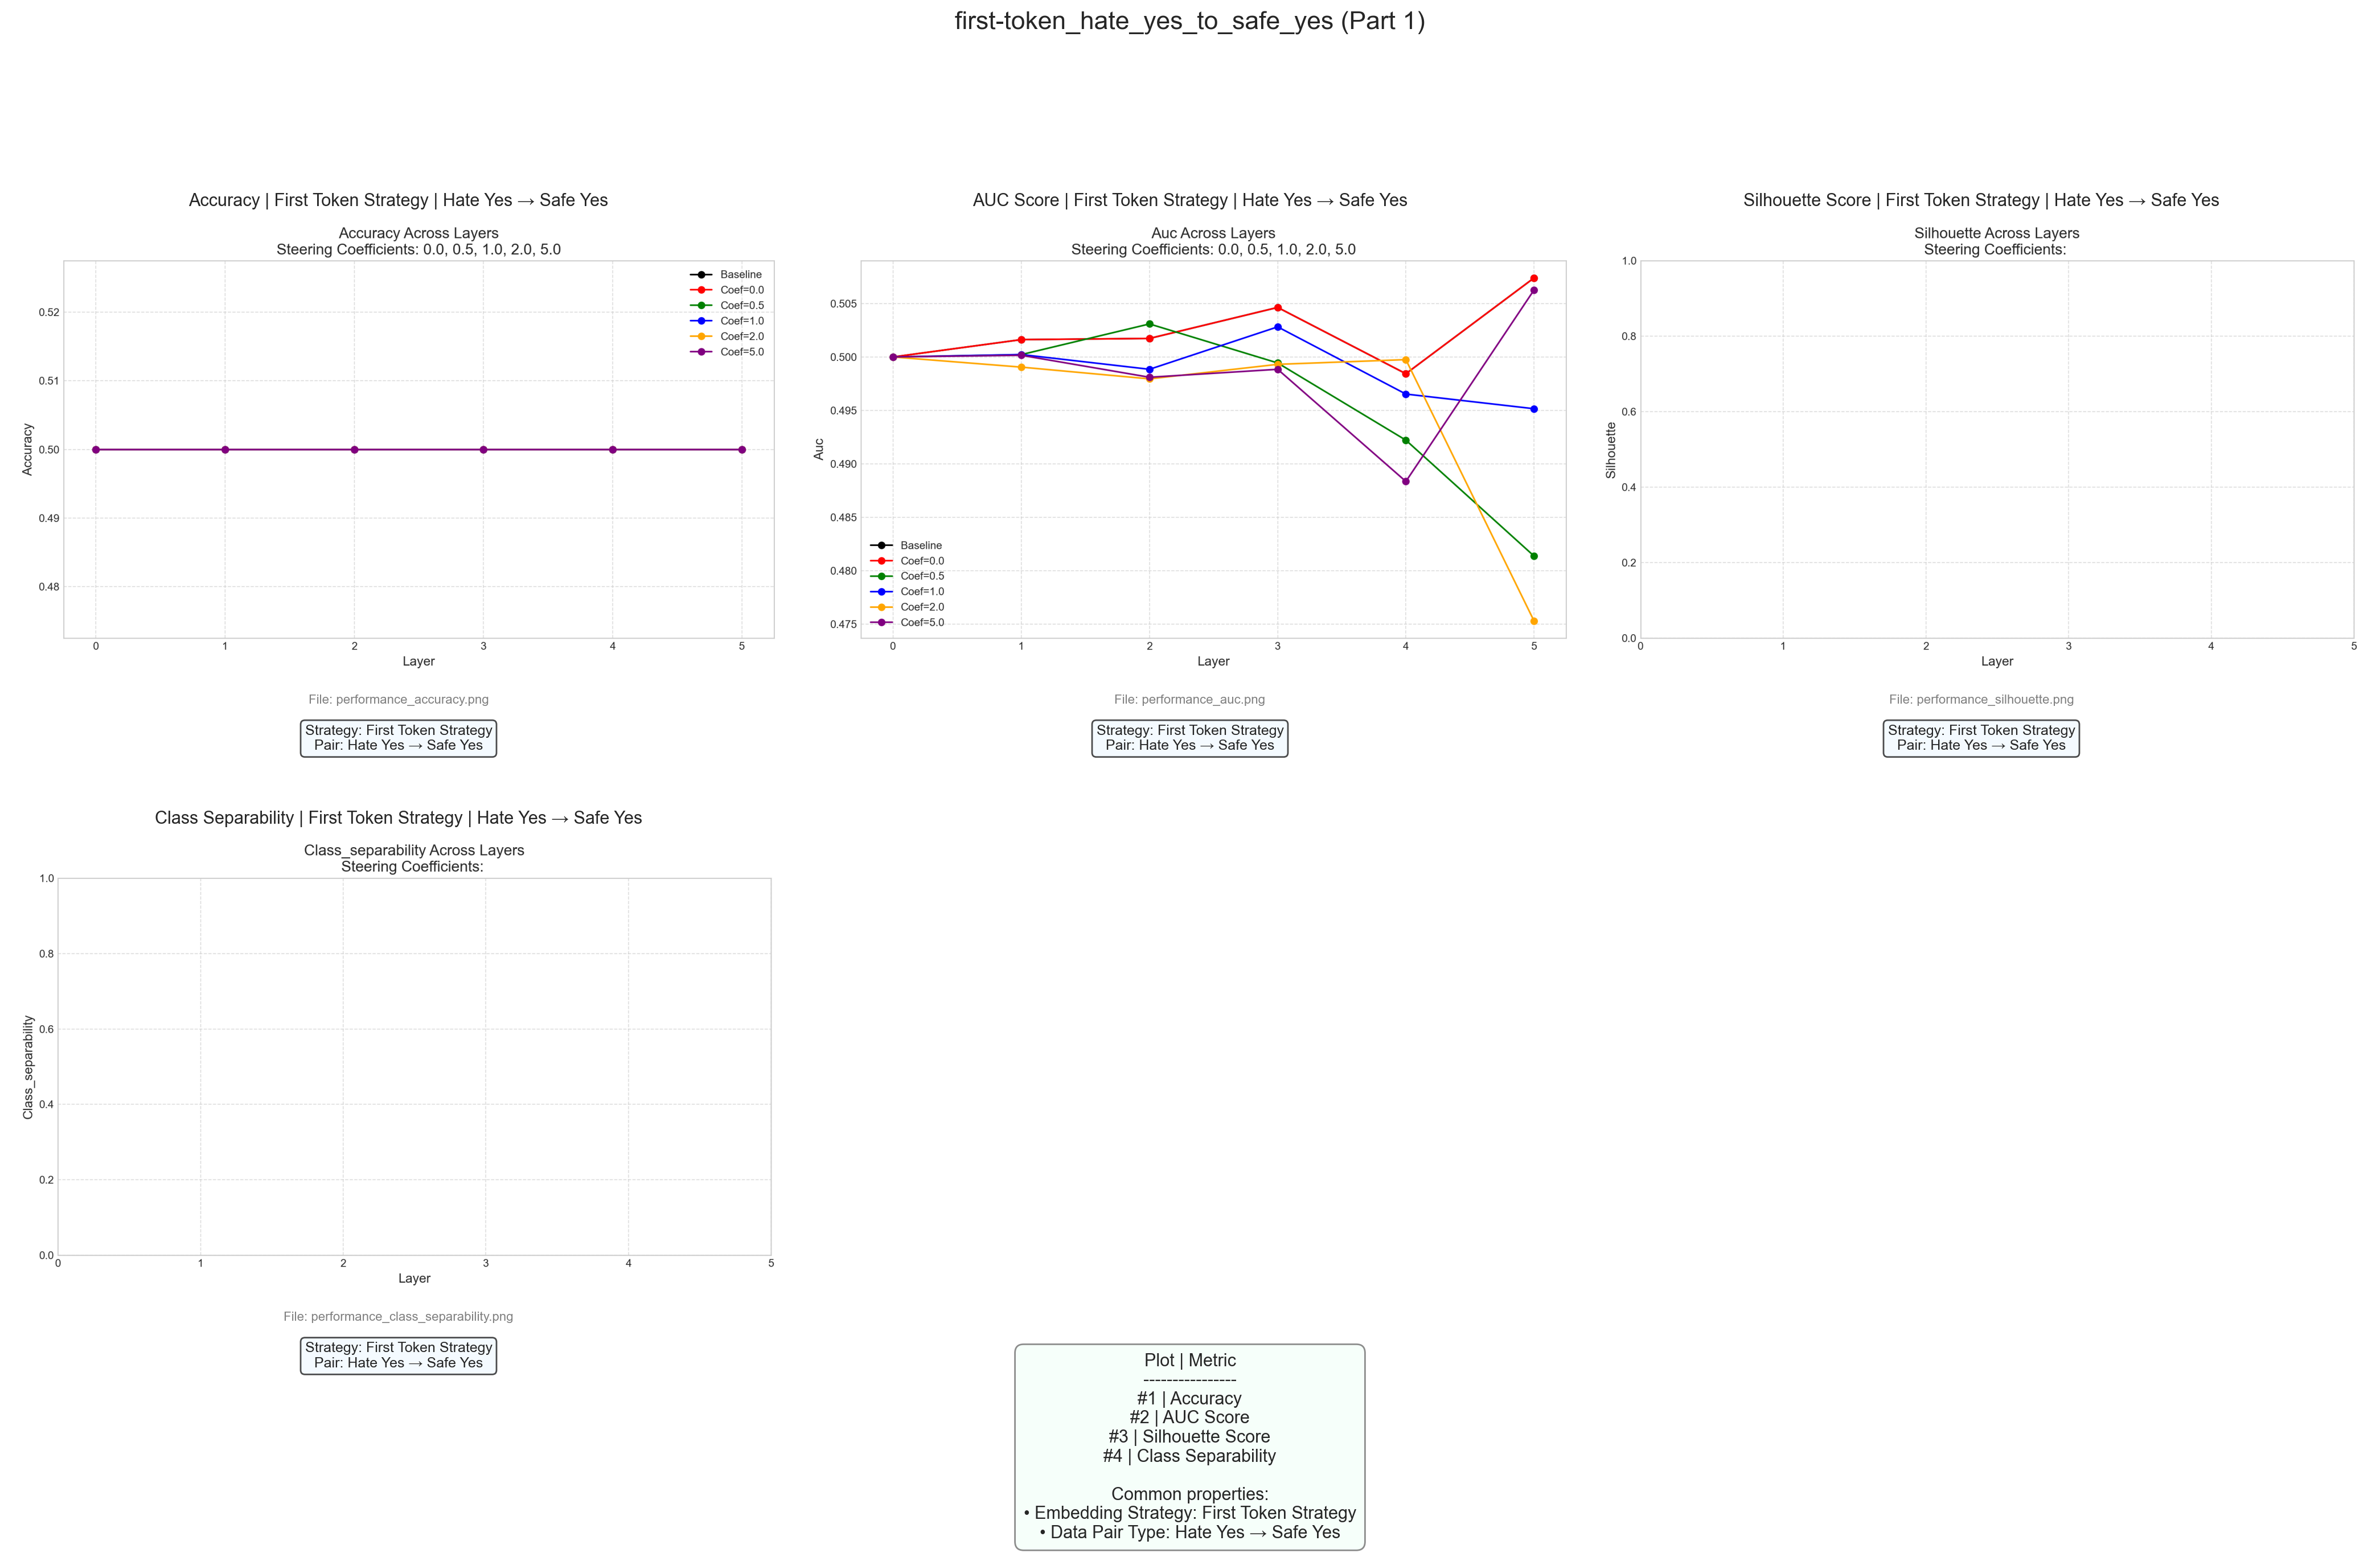 first-token_hate_yes_to_safe_yes (Part 1)
Accuracy | First Token Strategy | Hate Yes → Safe Yes
Accuracy Across Layers
Steering Coefficients: 0.0, 0.5, 1.0, 2.0, 5.0
Baseline
Coef=0.0
Coef=0.5
Coef=1.0
Coef=2.0
Coef=5.0
0.52
0.51
0.50
0.49
0.48
Accuracy
0 1 2 3 4 5
Layer
File: performance_accuracy.png
Strategy: First Token Strategy
Pair: Hate Yes → Safe Yes
AUC Score | First Token Strategy | Hate Yes → Safe Yes
Auc Across Layers
Steering Coefficients: 0.0, 0.5, 1.0, 2.0, 5.0
0.505
0.500
0.495
0.490
0.485
0.480
0.475
Auc
Baseline
Coef=0.0
Coef=0.5
Coef=1.0
Coef=2.0
Coef=5.0
0 1 2 3 4 5
Layer
File: performance_auc.png
Strategy: First Token Strategy
Pair: Hate Yes → Safe Yes
Silhouette Score | First Token Strategy | Hate Yes → Safe Yes
Silhouette Across Layers
Steering Coefficients:
1.0
0.8
0.6
0.4
0.2
0.0
Silhouette
0 1 2 3 4 5
Layer
File: performance_silhouette.png
Strategy: First Token Strategy
Pair: Hate Yes → Safe Yes
Class Separability | First Token Strategy | Hate Yes → Safe Yes
Class_separability Across Layers
Steering Coefficients:
1.0
0.8
0.6
0.4
0.2
0.0
Class_separability
0 1 2 3 4 5
Layer
File: performance_class_separability.png
Strategy: First Token Strategy
Pair: Hate Yes → Safe Yes
Plot | Metric
----------------
#1 | Accuracy
#2 | AUC Score
#3 | Silhouette Score
#4 | Class Separability
Common properties:
• Embedding Strategy: First Token Strategy
• Data Pair Type: Hate Yes → Safe Yes